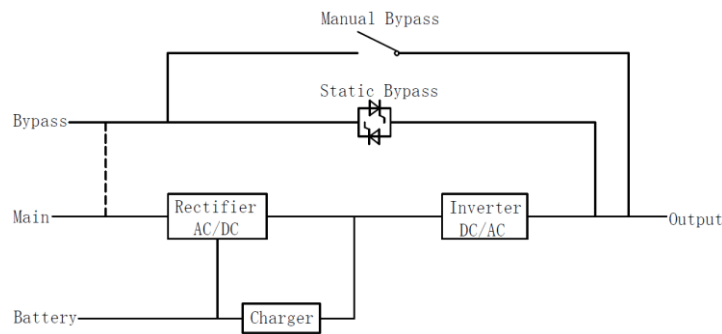 Manual Bypass
Static Bypass
Bypass
Main
Rectifier
AC/DC
Inverter
DC/AC
Output
Battery
Charger